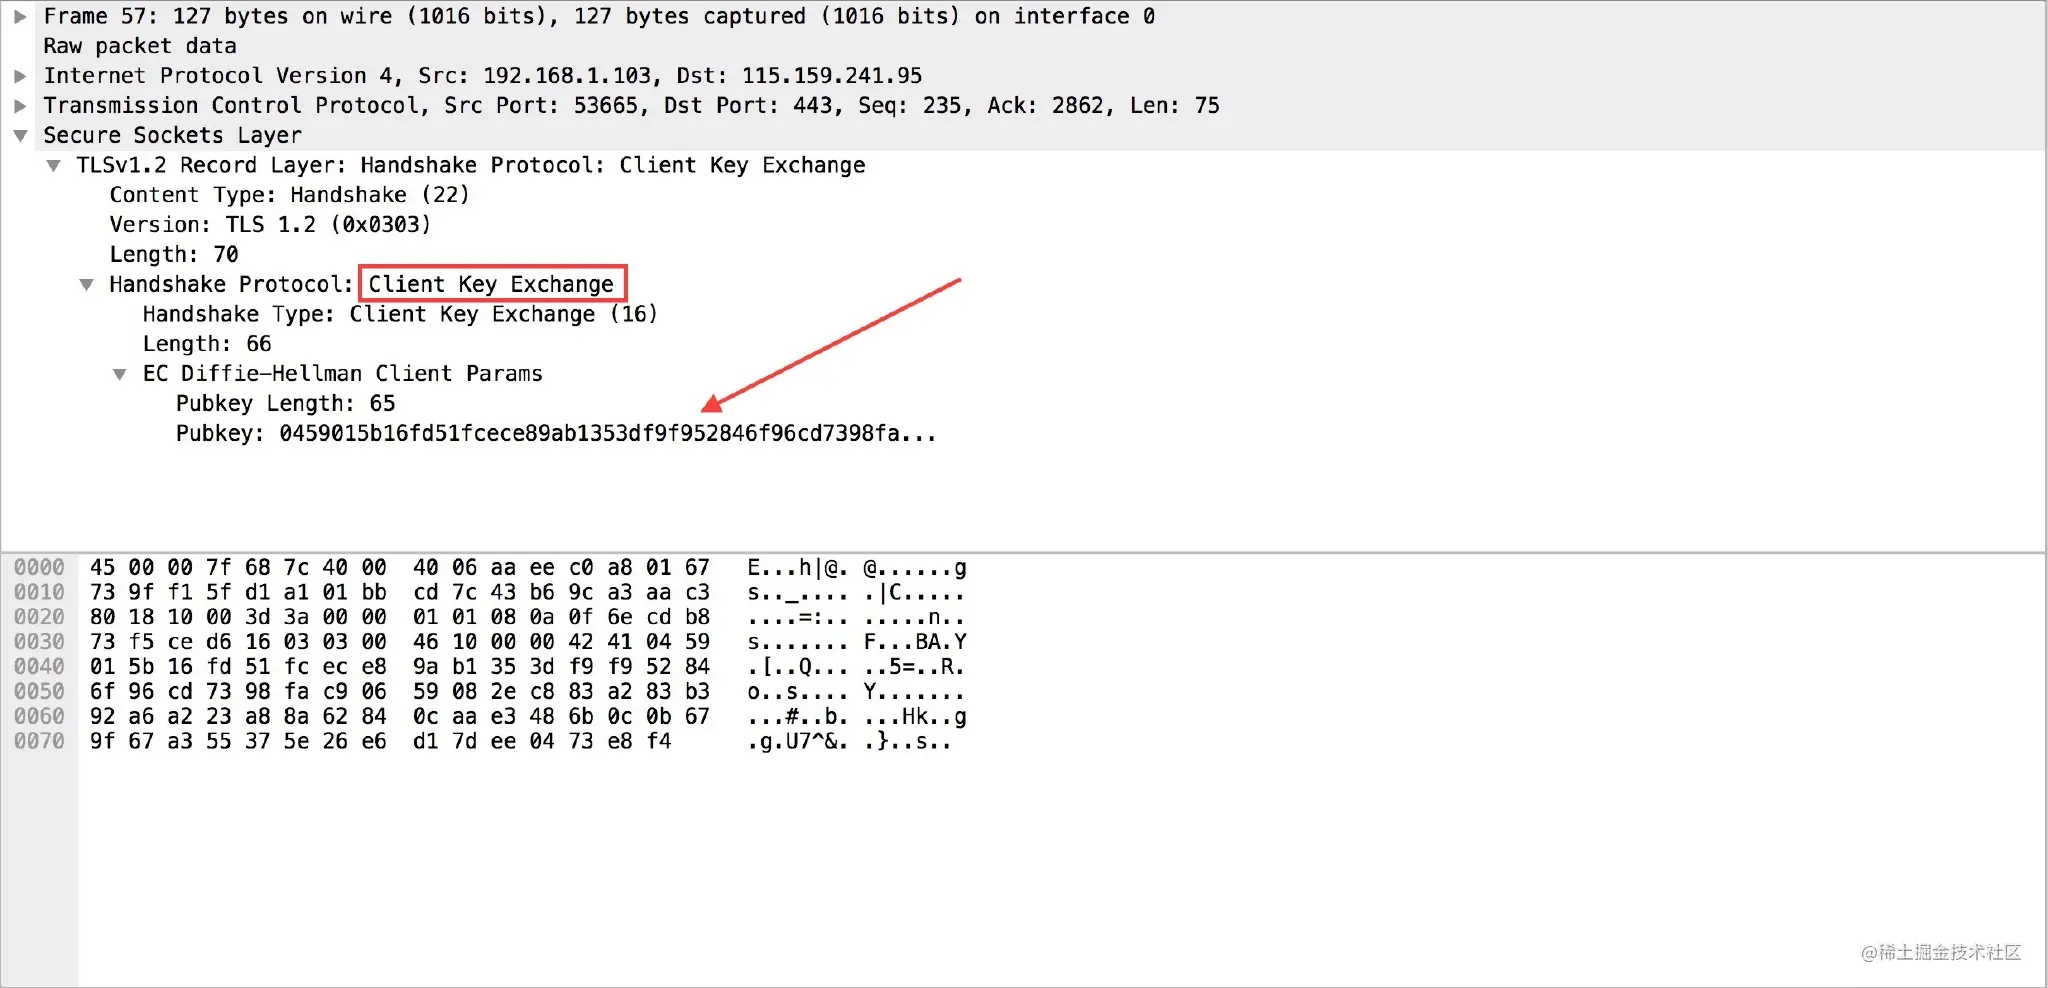 Frame 57: 127 bytes on wire (1016 bits), 127 bytes captured (1016 bits) on interface 0
Raw packet data
Internet Protocol Version 4, Src: 192.168.1.103, Dst: 115.159.241.95
Transmission Control Protocol, Src Port: 53665, Dst Port: 443, Seq: 235, Ack: 2862, Len: 75
Secure Sockets Layer
TLSv1.2 Record Layer: Handshake Protocol: Client Key Exchange
Content Type: Handshake (22)
Version: TLS 1.2 (0x0303)
Length: 70
Handshake Protocol: Client Key Exchange
Handshake Type: Client Key Exchange (16)
Length: 66
EC Diffie-Hellman Client Params
Pubkey Length: 65
Pubkey: 0459015b16fd51fcece89ab1353df9f952846f96cd7398fa...
0000 45 00 00 7f 68 7c 40 00 40 06 aa ee c0 a8 01 67 E...h|@. @......g
0010 73 9f f1 5f d1 a1 01 bb cd 7c 43 b6 9c a3 aa c3 s.._.... .|C.....
0020 80 18 10 00 3d 3a 00 00 01 01 08 0a 0f 6e cd b8 ....=:.. .....n..
0030 73 f5 ce d6 16 03 03 00 46 10 00 00 42 41 04 59 s....... F...BA.Y
0040 01 5b 16 fd 51 fc ec e8 9a b1 35 3d f9 f9 52 84 .[..Q... ..5=..R.
0050 6f 96 cd 73 98 fa c9 06 59 08 2e c8 83 a2 83 b3 o..s.... Y.......
0060 92 a6 a2 23 a8 8a 62 84 0c aa e3 48 6b 0c 0b 67 ...#..b. ...Hk..g
0070 9f 67 a3 55 37 5e 26 e6 d1 7d ee 04 73 e8 f4 .g.U7^&. .}..s..
@稀土掘金技术社区